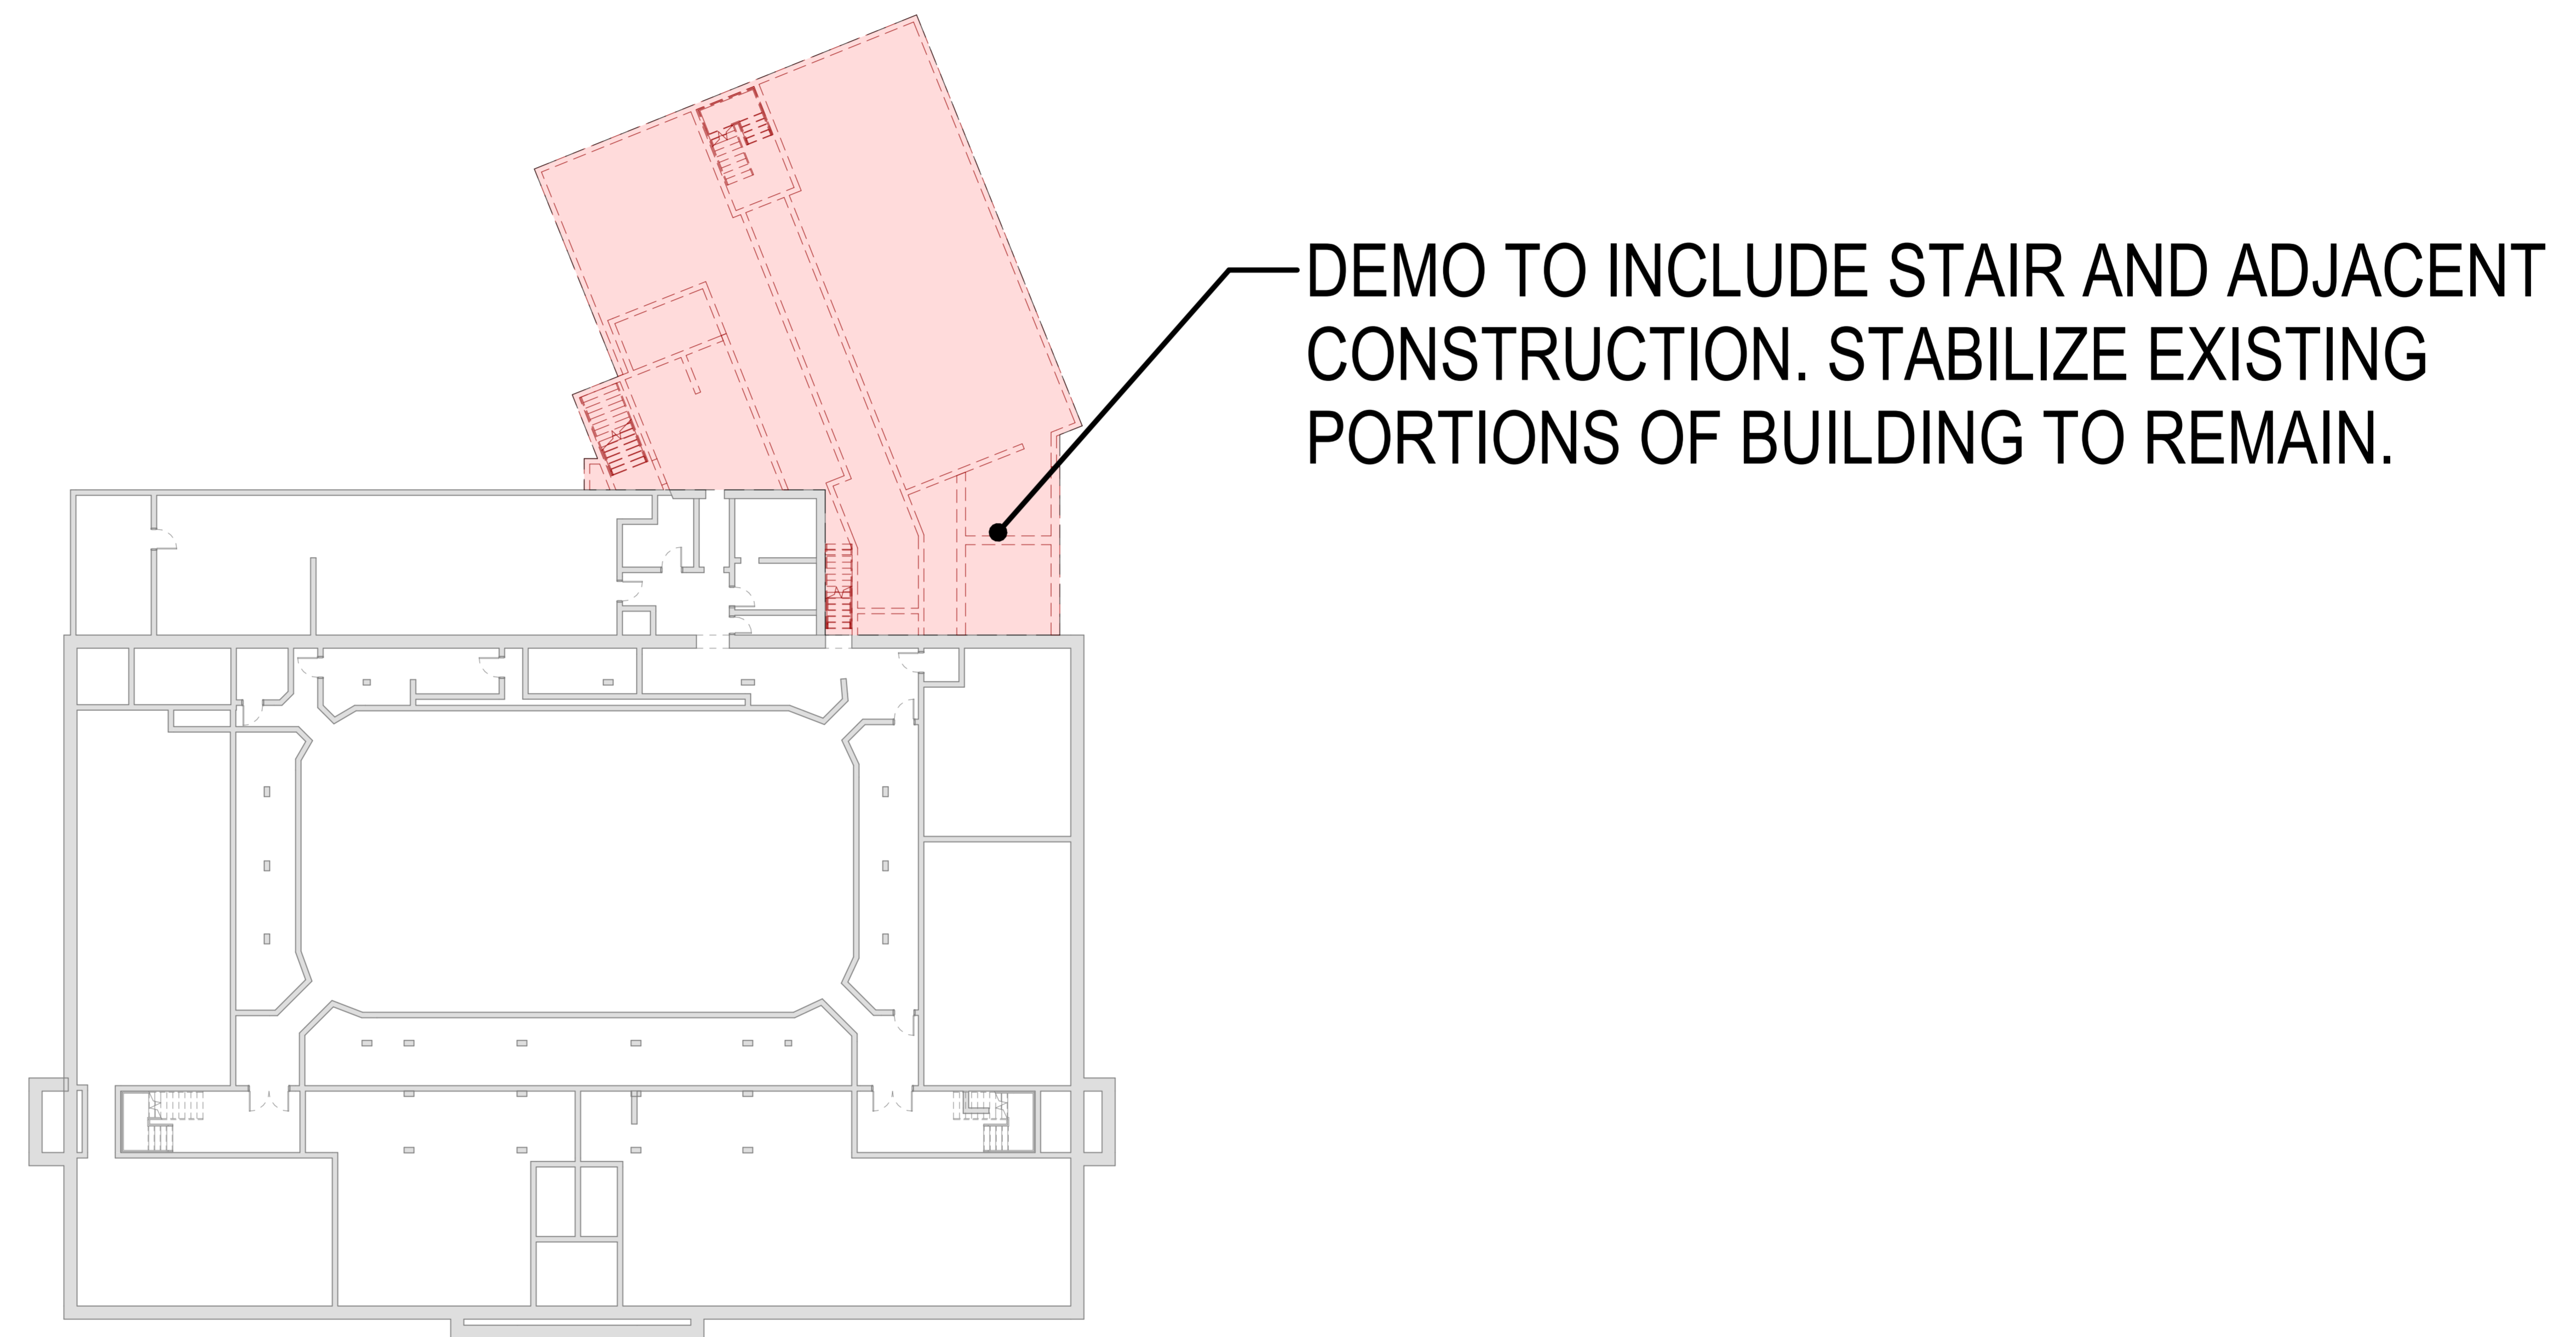 DEMO TO INCLUDE STAIR AND ADJACENT
CONSTRUCTION. STABILIZE EXISTING
PORTIONS OF BUILDING TO REMAIN.